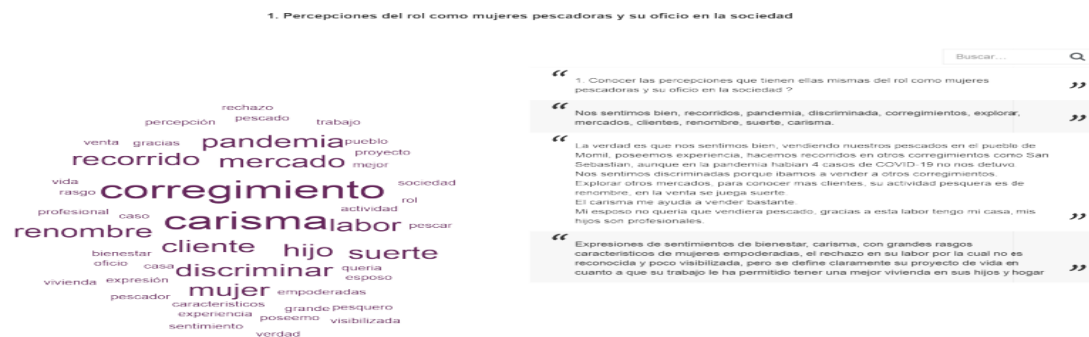 1. Percepciones del rol como mujeres pescadoras y su oficio en la sociedad
Buscar...
rechazo
percepción pescado trabajo
venta gracias pandemia pueblo
proyecto
recorrido mercado mejor
vida
rasgo corregimiento sociedad
rol
profesional caso carisma actividad
renombre labor pescar
bienestar cliente hijo suerte
oficio casa discriminar queria
esposo
vivienda expresión mujer empoderadas
pescador
caracteristicos grande pesquero
experiencia poseemo visibilizada
sentimiento
verdad
“ 1. Conocer las percepciones que tienen ellas mismas del rol como mujeres
pescadoras y su oficio en la sociedad ? ”
“ Nos sentimos bien, recorridos, pandemia, discriminada, corregimientos, explorar,
mercados, clientes, renombre, suerte, carisma. ”
“ La verdad es que nos sentimos bien, vendiendo nuestros pescados en el pueble de
Momil, poseemos experiencia, hacemos recorridos en otros corregimientos como San
Sebastian, aunque en la pandemia habian 4 casos de COVID-19 no nos detuvo.
Nos sentimos discriminadas porque ibamos a vender a otros corregimientos.
Explorar otros mercados, para conocer mas clientes, su actividad pesquera es de
renombre, en la venta se juega suerte.
El carisma me ayuda a vender bastante.
Mi esposo no queria que vendiera pescado, gracias a esta labor tengo mi casa, mis
hijos son profesionales. ”
“ Expresiones de sentimientos de bienestar, carisma, con grandes rasgos
caracteristicos de mujeres empoderadas, el rechazo en su labor por la cual no es
reconocida y poco visibilizada, pero se define claramente su proyecto de vida en
cuanto a que su trabajo le ha permitido tener una mejor vivienda en sus hijos y hogar ”